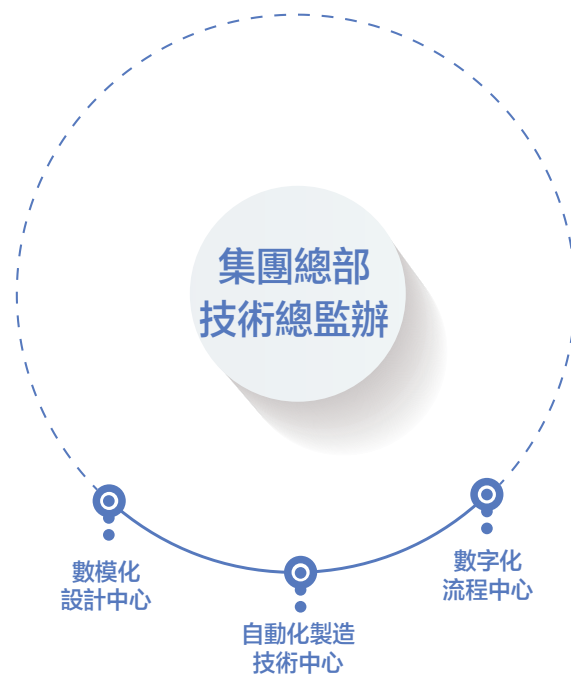 集團總部
技術總監辦
數模化
設計中心
自動化製造
技術中心
數字化
流程中心